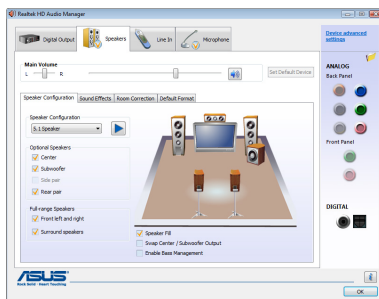 Realtek HD Audio Manager
Digital Output
Speakers
Line In
Microphone
Device advanced settings
Main Volume
L
R
Set Default Device
ANALOG
Back Panel
Speaker Configuration
Sound Effects
Room Correction
Default Format
Speaker Configuration
5.1 Speaker
Optional Speakers
Center
Subwoofer
Side pair
Rear pair
Front Panel
Full-range Speakers
Front left and right
Surround speakers
Speaker Fill
Swap Center / Subwoofer Output
Enable Bass Management
DIGITAL
ASUS
Rock Solid · Heart Touching
i
OK